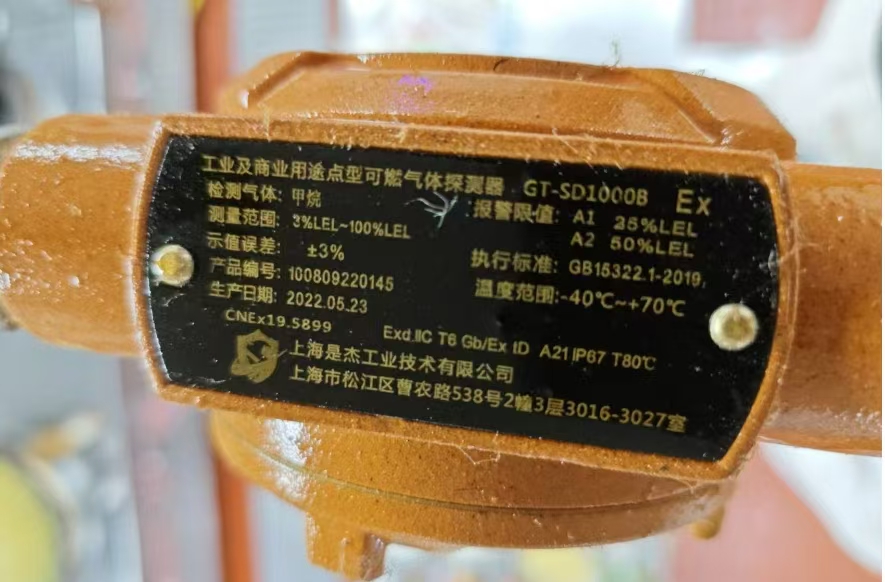 工业及商业用途点型可燃气体探测器 GT-SD1000B Ex
检测气体: 甲烷 报警限值: A1 25%LEL
测量范围: 3%LEL~100%LEL A2 50%LEL
示值误差: ±3% 执行标准: GB15322.1-2019
产品编号: 100809220145 温度范围:-40℃~+70℃
生产日期: 2022.05.23
CNEx19.5899 Exd.IIC T6 Gb/Ex tD A21 IP67 T80℃
上海是杰工业技术有限公司
上海市松江区曹农路538号2幢3层3016-3027室